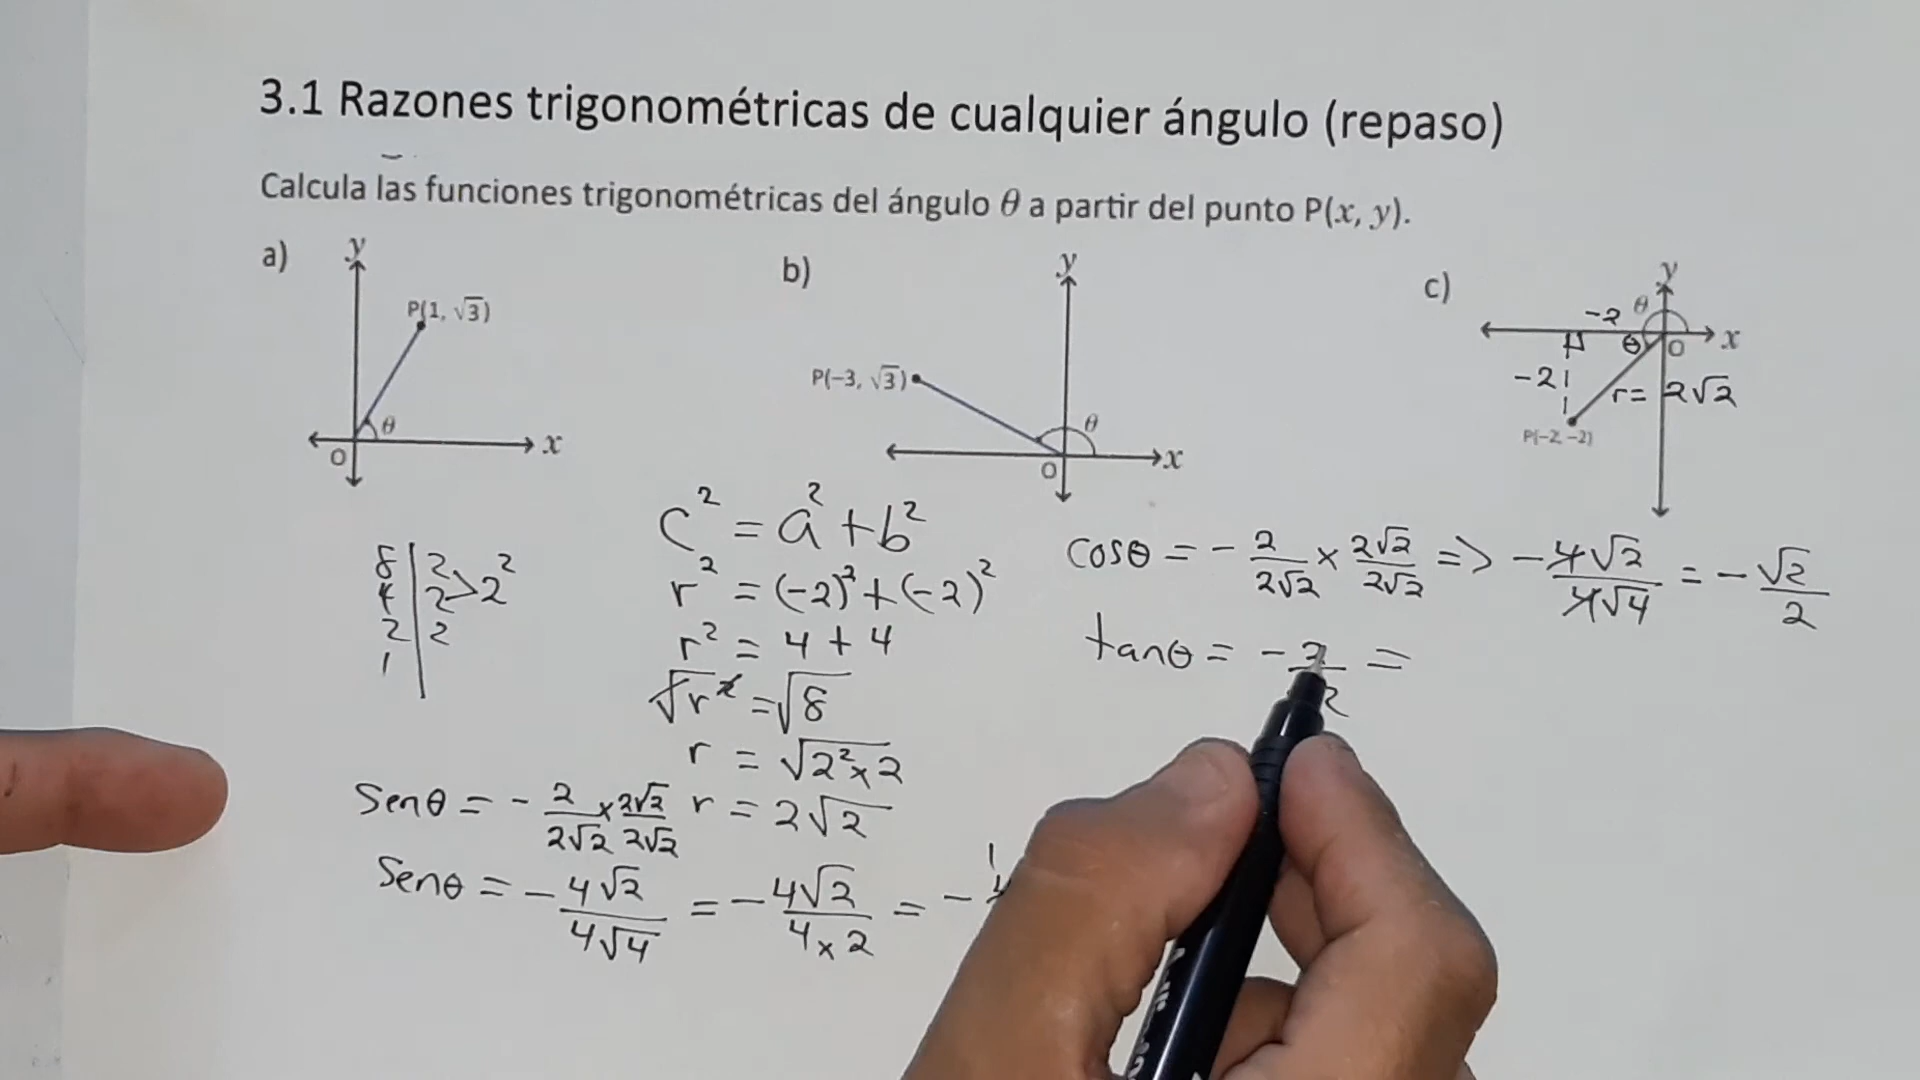 3.1 Razones trigonométricas de cualquier ángulo (repaso)
Calcula las funciones trigonométricas del ángulo θ a partir del punto P(x, y).
a)
y
P(1, √3)
θ
x
O
b)
y
P(−3, √3)
θ
x
O
c)
y
-2
θ
x
θ
O
-2
r= 2√2
P(−2, −2)
8 | 2
4 | 2 > 2²
2 | 2
1
c² = a² + b²
r² = (-2)² + (-2)²
r² = 4 + 4
√r² = √8
r = √2²x2
r = 2√2
Senθ = - 2/2√2 x 2√2/2√2
Senθ = - 4√2/4√4 = - 4√2/4x2 = -
1
Cosθ = - 2/2√2 x 2√2/2√2 => - 4√2/4√4 = - √2/2
tanθ = - 2/2 =